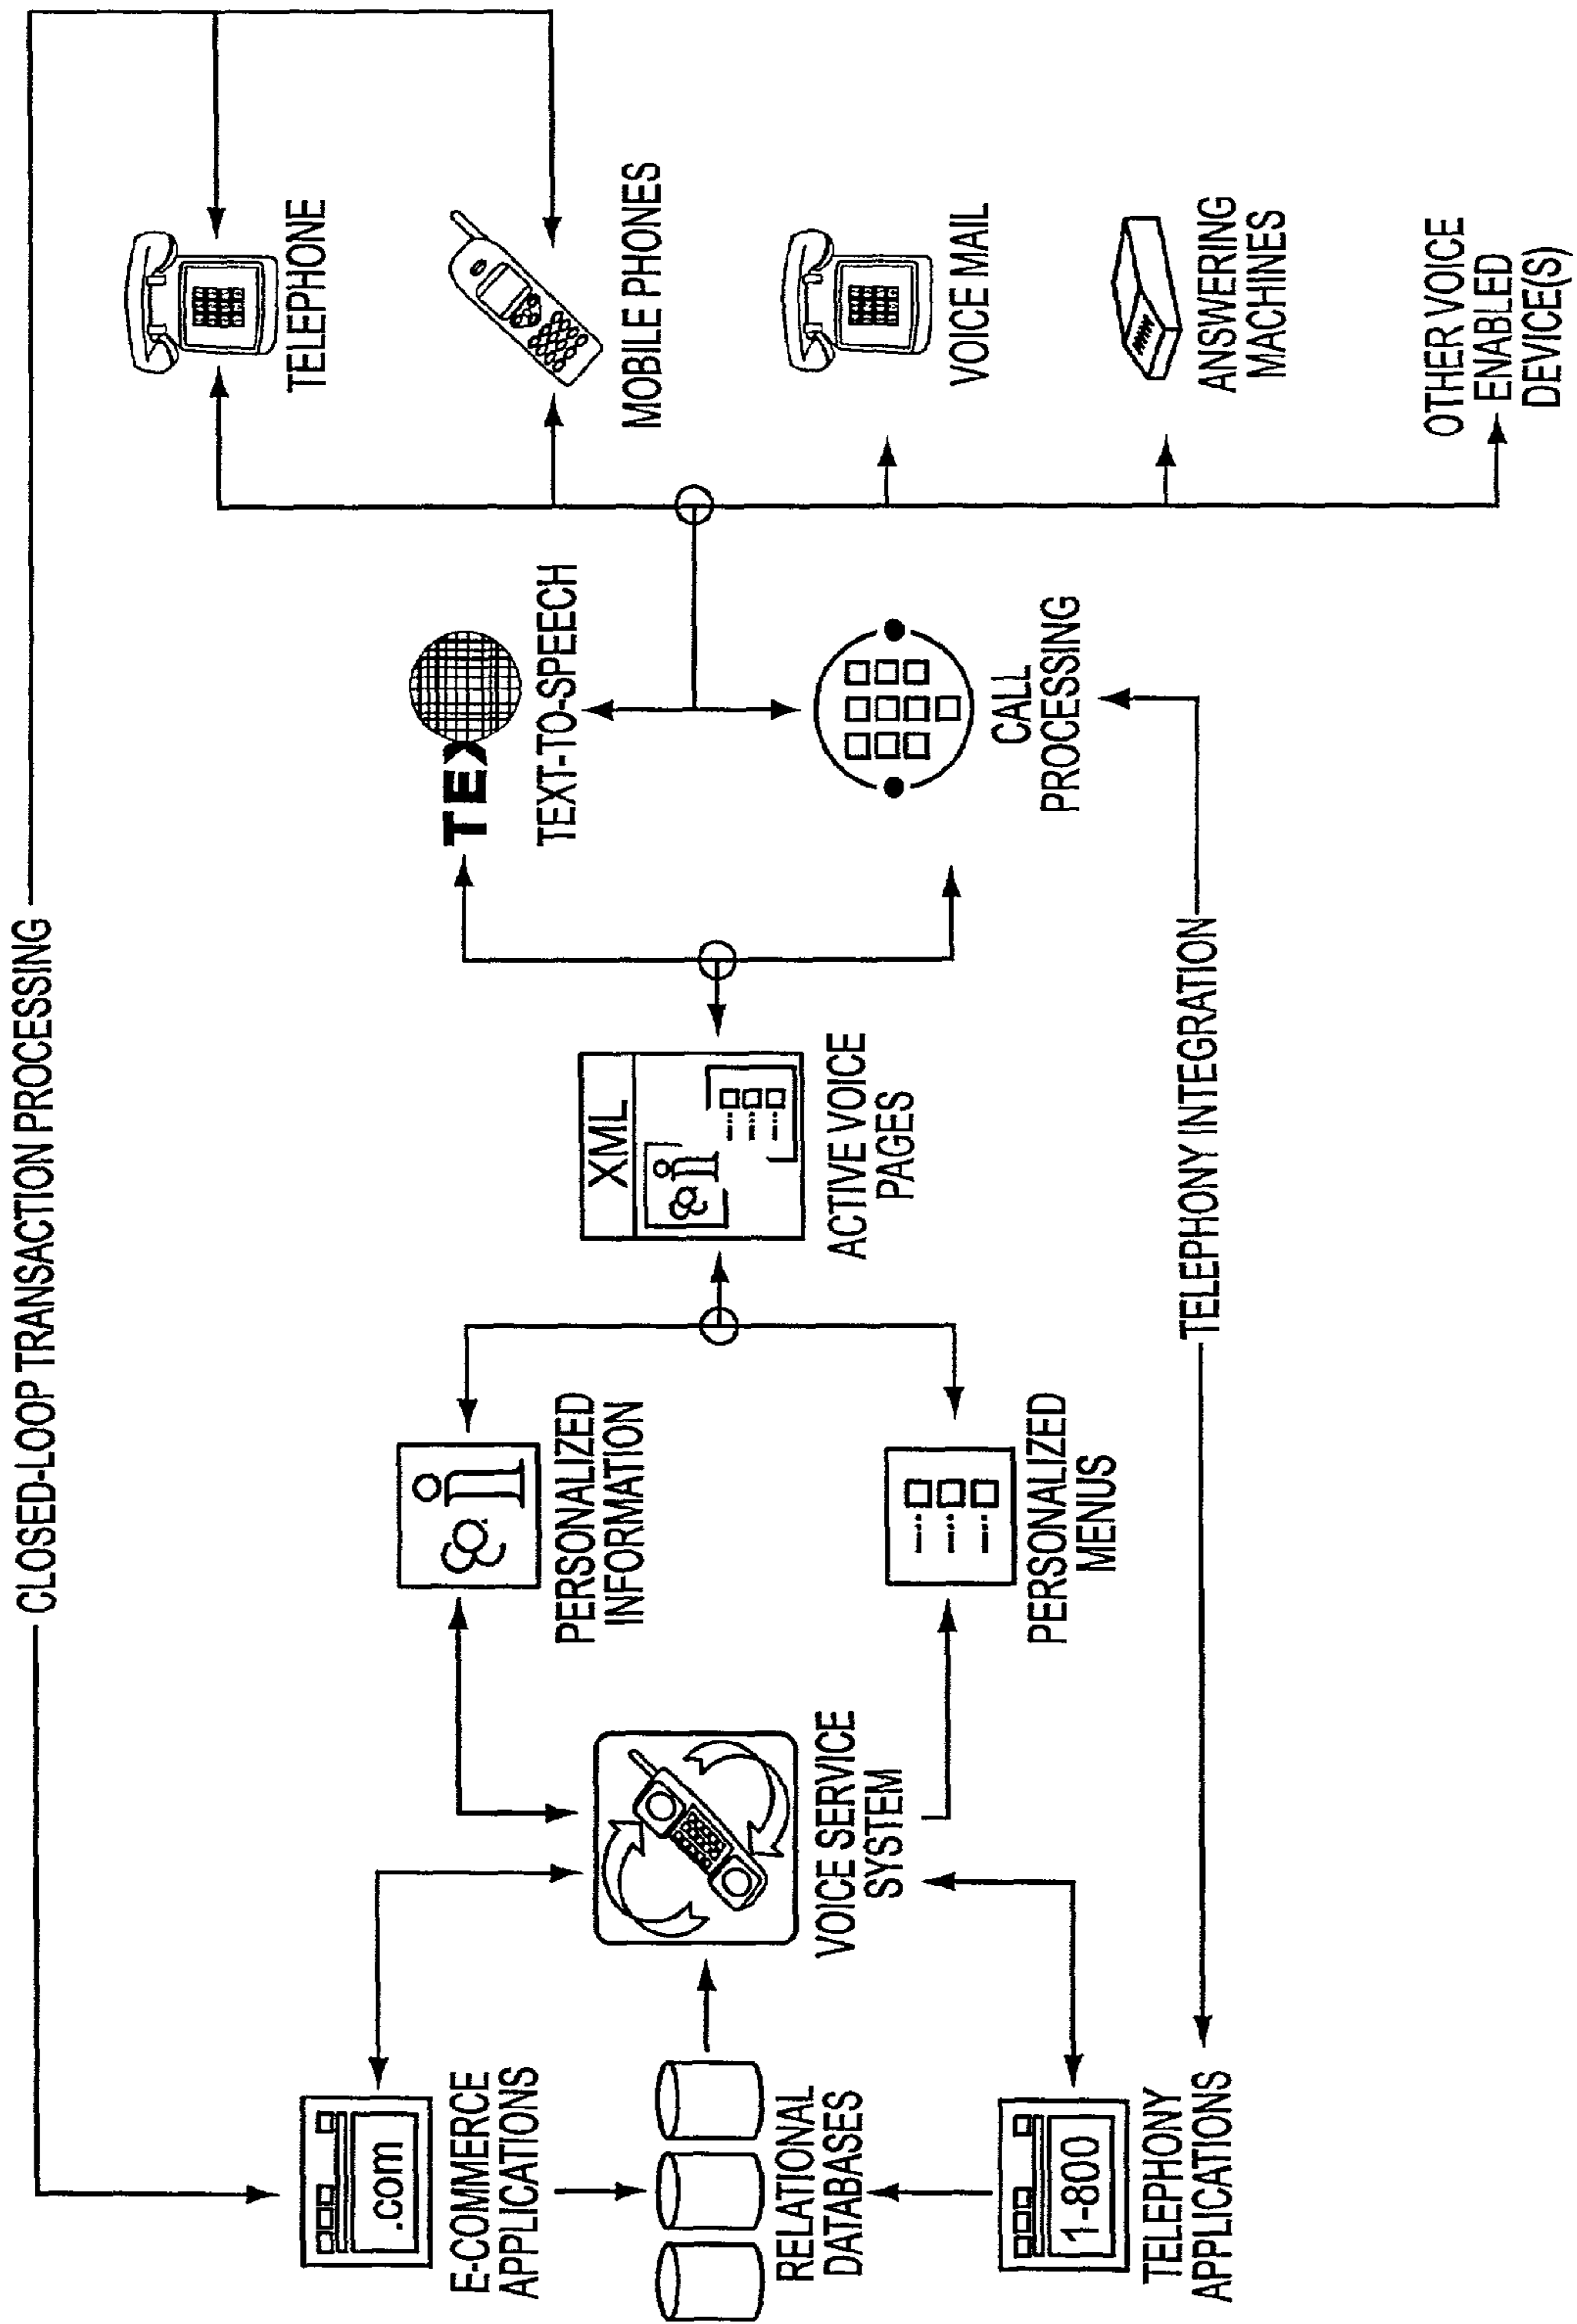 CLOSED-LOOP TRANSACTION PROCESSING
.com
E-COMMERCE
APPLICATIONS
RELATIONAL
DATABASES
1-800
TELEPHONY
APPLICATIONS
VOICE SERVICE
SYSTEM
i
PERSONALIZED
INFORMATION
PERSONALIZED
MENUS
XML
i
ACTIVE VOICE
PAGES
TEX
TEXT-TO-SPEECH
CALL
PROCESSING
TELEPHONY INTEGRATION
TELEPHONE
MOBILE PHONES
VOICE MAIL
ANSWERING
MACHINES
OTHER VOICE
ENABLED
DEVICE(S)